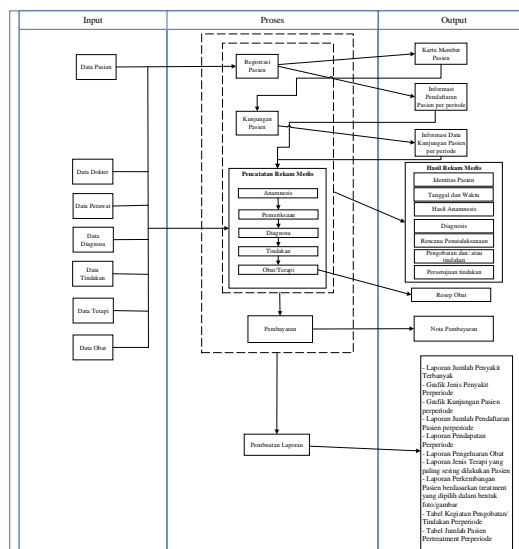 Input
Proses
Output
Data Pasien
Data Dokter
Data Perawat
Data
Diagnosa
Data
Tindakan
Data Terapi
Data Obat
Registrasi
Pasien
Kunjungan
Pasien
Pencatatan Rekam Medis
Anamnesis
Pemeriksaan
Diagnosa
Tindakan
Obat/Terapi
Pembayaran
Pembuatan Laporan
Kartu Member
Pasien
Informasi
Pendaftaran
Pasien per periode
Informasi Data
Kunjungan Pasien
per periode
Hasil Rekam Medis
Identitas Pasien
Tanggal dan Waktu
Hasil Anamnesis
Diagnosis
Rencana Penatalaksanaan
Pengobatan dan/ atau
tindakan
Persetujuan tindakan
Resep Obat
Nota Pembayaran
- Laporan Jumlah Penyakit
Terbanyak
- Grafik Jenis Penyakit
Perperiode
- Grafik Kunjungan Pasien
perperiode
- Laporan Jumlah Pendaftaran
Pasien perperiode
- Laporan Pendapatan
Perperiode
- Laporan Pengeluaran Obat
- Laporan Jenis Terapi yang
paling sering dilakukan Pasien
- Laporan Perkembangan
Pasien berdasarkan treatment
yang dipilih dalam bentuk
foto/gambar
- Tabel Kegiatan Pengobatan/
Tindakan Perperiode
- Tabel Jumlah Pasien
Pertreatment Perperiode